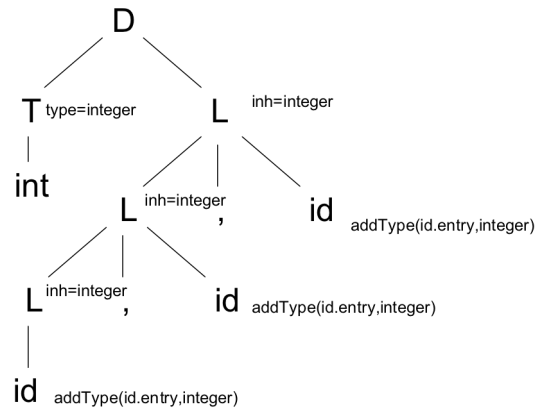 D
T type=integer L inh=integer
int L inh=integer , id addType(id.entry,integer)
L inh=integer , id addType(id.entry,integer)
id addType(id.entry,integer)